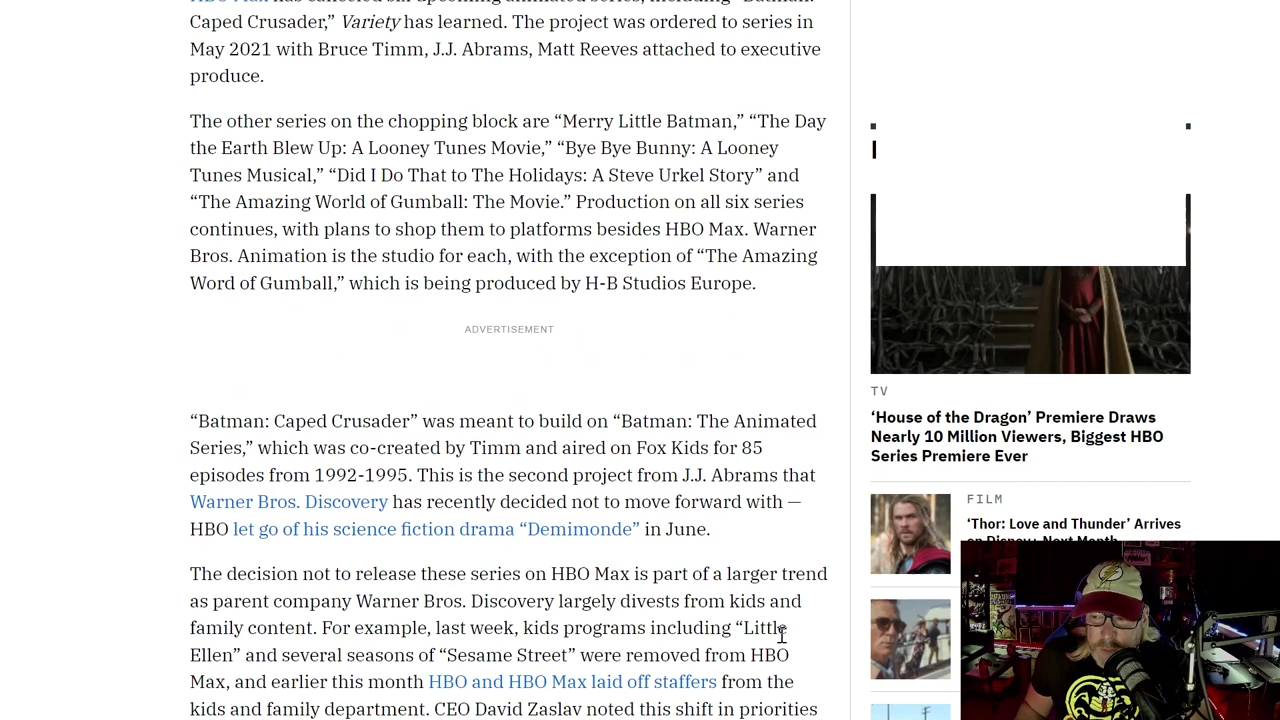 Caped Crusader,” Variety has learned. The project was ordered to series in
May 2021 with Bruce Timm, J.J. Abrams, Matt Reeves attached to executive
produce.
The other series on the chopping block are “Merry Little Batman,” “The Day
the Earth Blew Up: A Looney Tunes Movie,” “Bye Bye Bunny: A Looney
Tunes Musical,” “Did I Do That to The Holidays: A Steve Urkel Story” and
“The Amazing World of Gumball: The Movie.” Production on all six series
continues, with plans to shop them to platforms besides HBO Max. Warner
Bros. Animation is the studio for each, with the exception of “The Amazing
Word of Gumball,” which is being produced by H-B Studios Europe.
ADVERTISEMENT
“Batman: Caped Crusader” was meant to build on “Batman: The Animated
Series,” which was co-created by Timm and aired on Fox Kids for 85
episodes from 1992-1995. This is the second project from J.J. Abrams that
Warner Bros. Discovery has recently decided not to move forward with —
HBO let go of his science fiction drama “Demimonde” in June.
The decision not to release these series on HBO Max is part of a larger trend
as parent company Warner Bros. Discovery largely divests from kids and
family content. For example, last week, kids programs including “Little
Ellen” and several seasons of “Sesame Street” were removed from HBO
Max, and earlier this month HBO and HBO Max laid off staffers from the
kids and family department. CEO David Zaslav noted this shift in priorities
TV
‘House of the Dragon’ Premiere Draws
Nearly 10 Million Viewers, Biggest HBO
Series Premiere Ever
FILM
‘Thor: Love and Thunder’ Arrives
on Disney+ Next Month